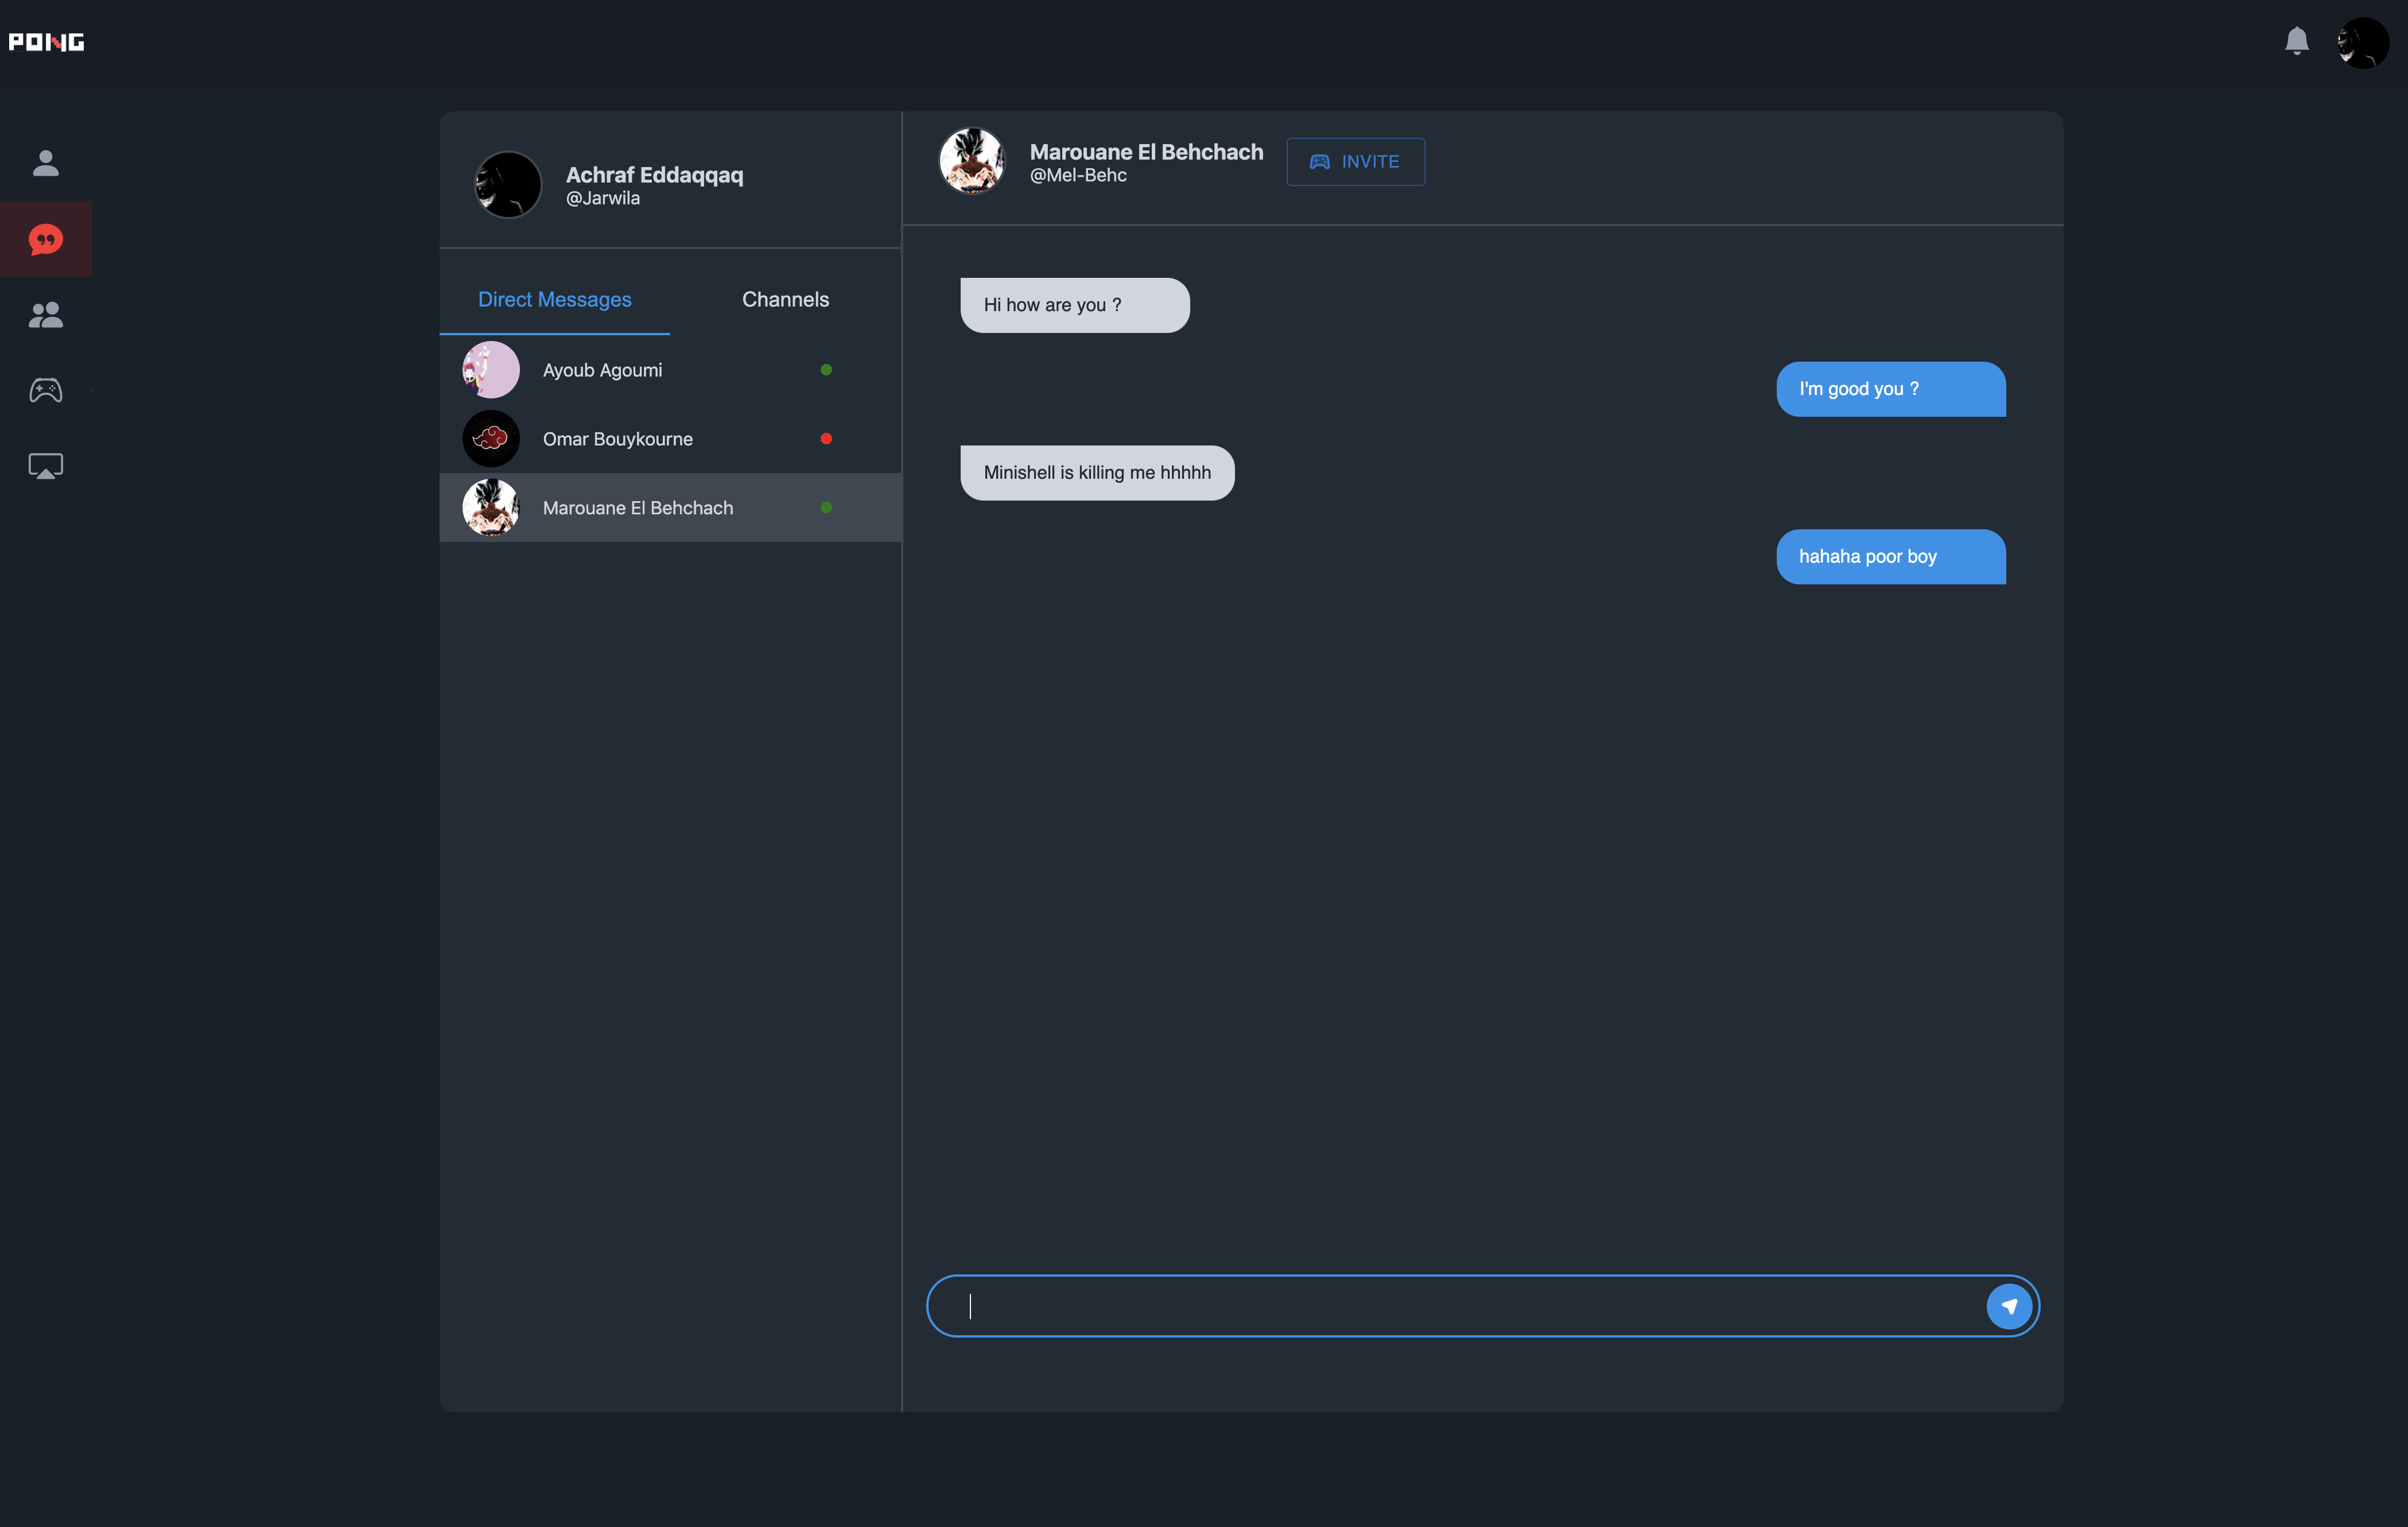 PONG
Achraf Eddaqqaq
@Jarwila
Direct Messages
Channels
Ayoub Agoumi
Omar Bouykourne
Marouane El Behchach
Marouane El Behchach
@Mel-Behc
INVITE
Hi how are you ?
I'm good you ?
Minishell is killing me hhhhh
hahaha poor boy